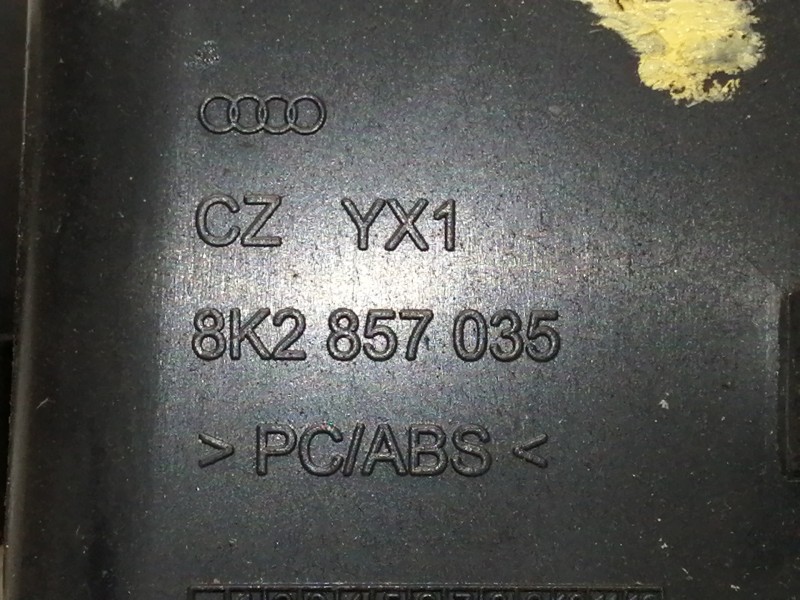 CZ YX1
8K2 857 035
> PC/ABS <